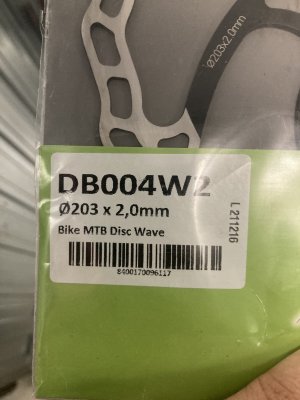 Ø203x2.0mm
DB004W2
Ø203 x 2,0mm
Bike MTB Disc Wave
8400170096117
L 211216